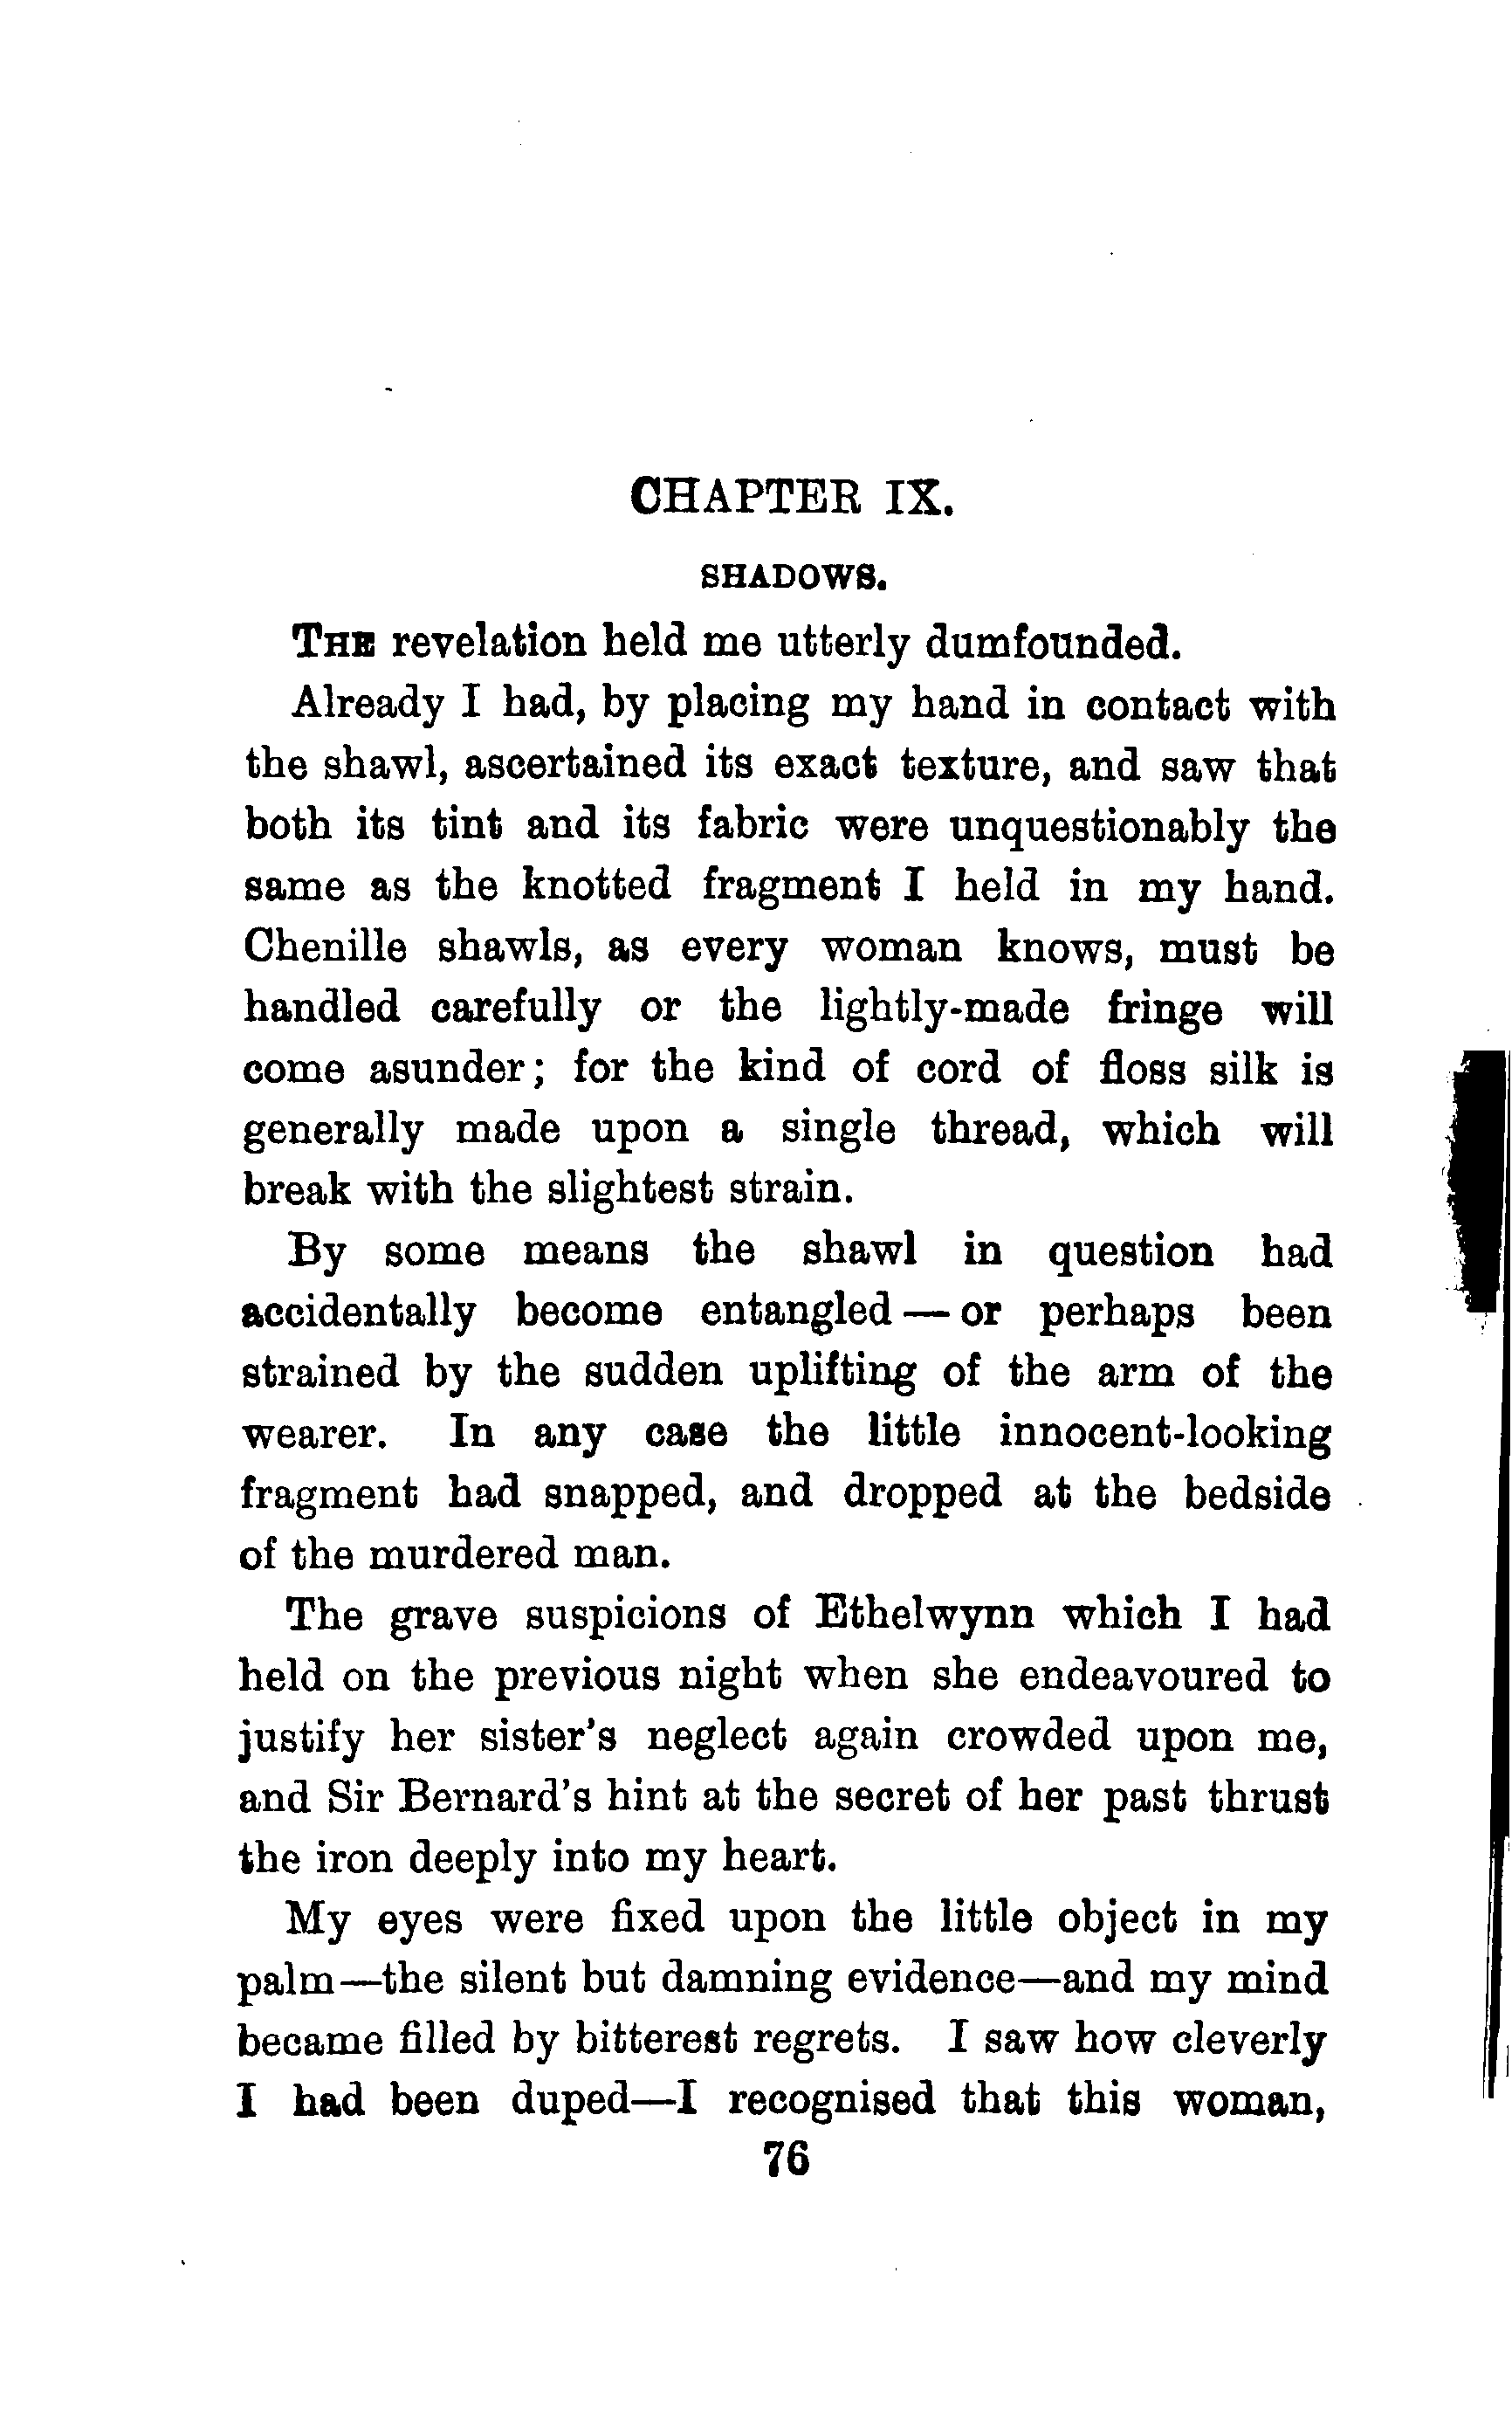 CHAPTER IX.
SHADOWS.
THE revelation held me utterly dumfounded.
Already I had, by placing my hand in contact with
the shawl, ascertained its exact texture, and saw that
both its tint and its fabric were unquestionably the
same as the knotted fragment I held in my hand.
Chenille shawls, as every woman knows, must be
handled carefully or the lightly-made fringe will
come asunder; for the kind of cord of floss silk is
generally made upon a single thread, which will
break with the slightest strain.
By some means the shawl in question had
accidentally become entangled — or perhaps been
strained by the sudden uplifting of the arm of the
wearer. In any case the little innocent-looking
fragment had snapped, and dropped at the bedside
of the murdered man.
The grave suspicions of Ethelwynn which I had
held on the previous night when she endeavoured to
justify her sister's neglect again crowded upon me,
and Sir Bernard's hint at the secret of her past thrust
the iron deeply into my heart.
My eyes were fixed upon the little object in my
palm—the silent but damning evidence—and my mind
became filled by bitterest regrets. I saw how cleverly
I had been duped—I recognised that this woman,
76